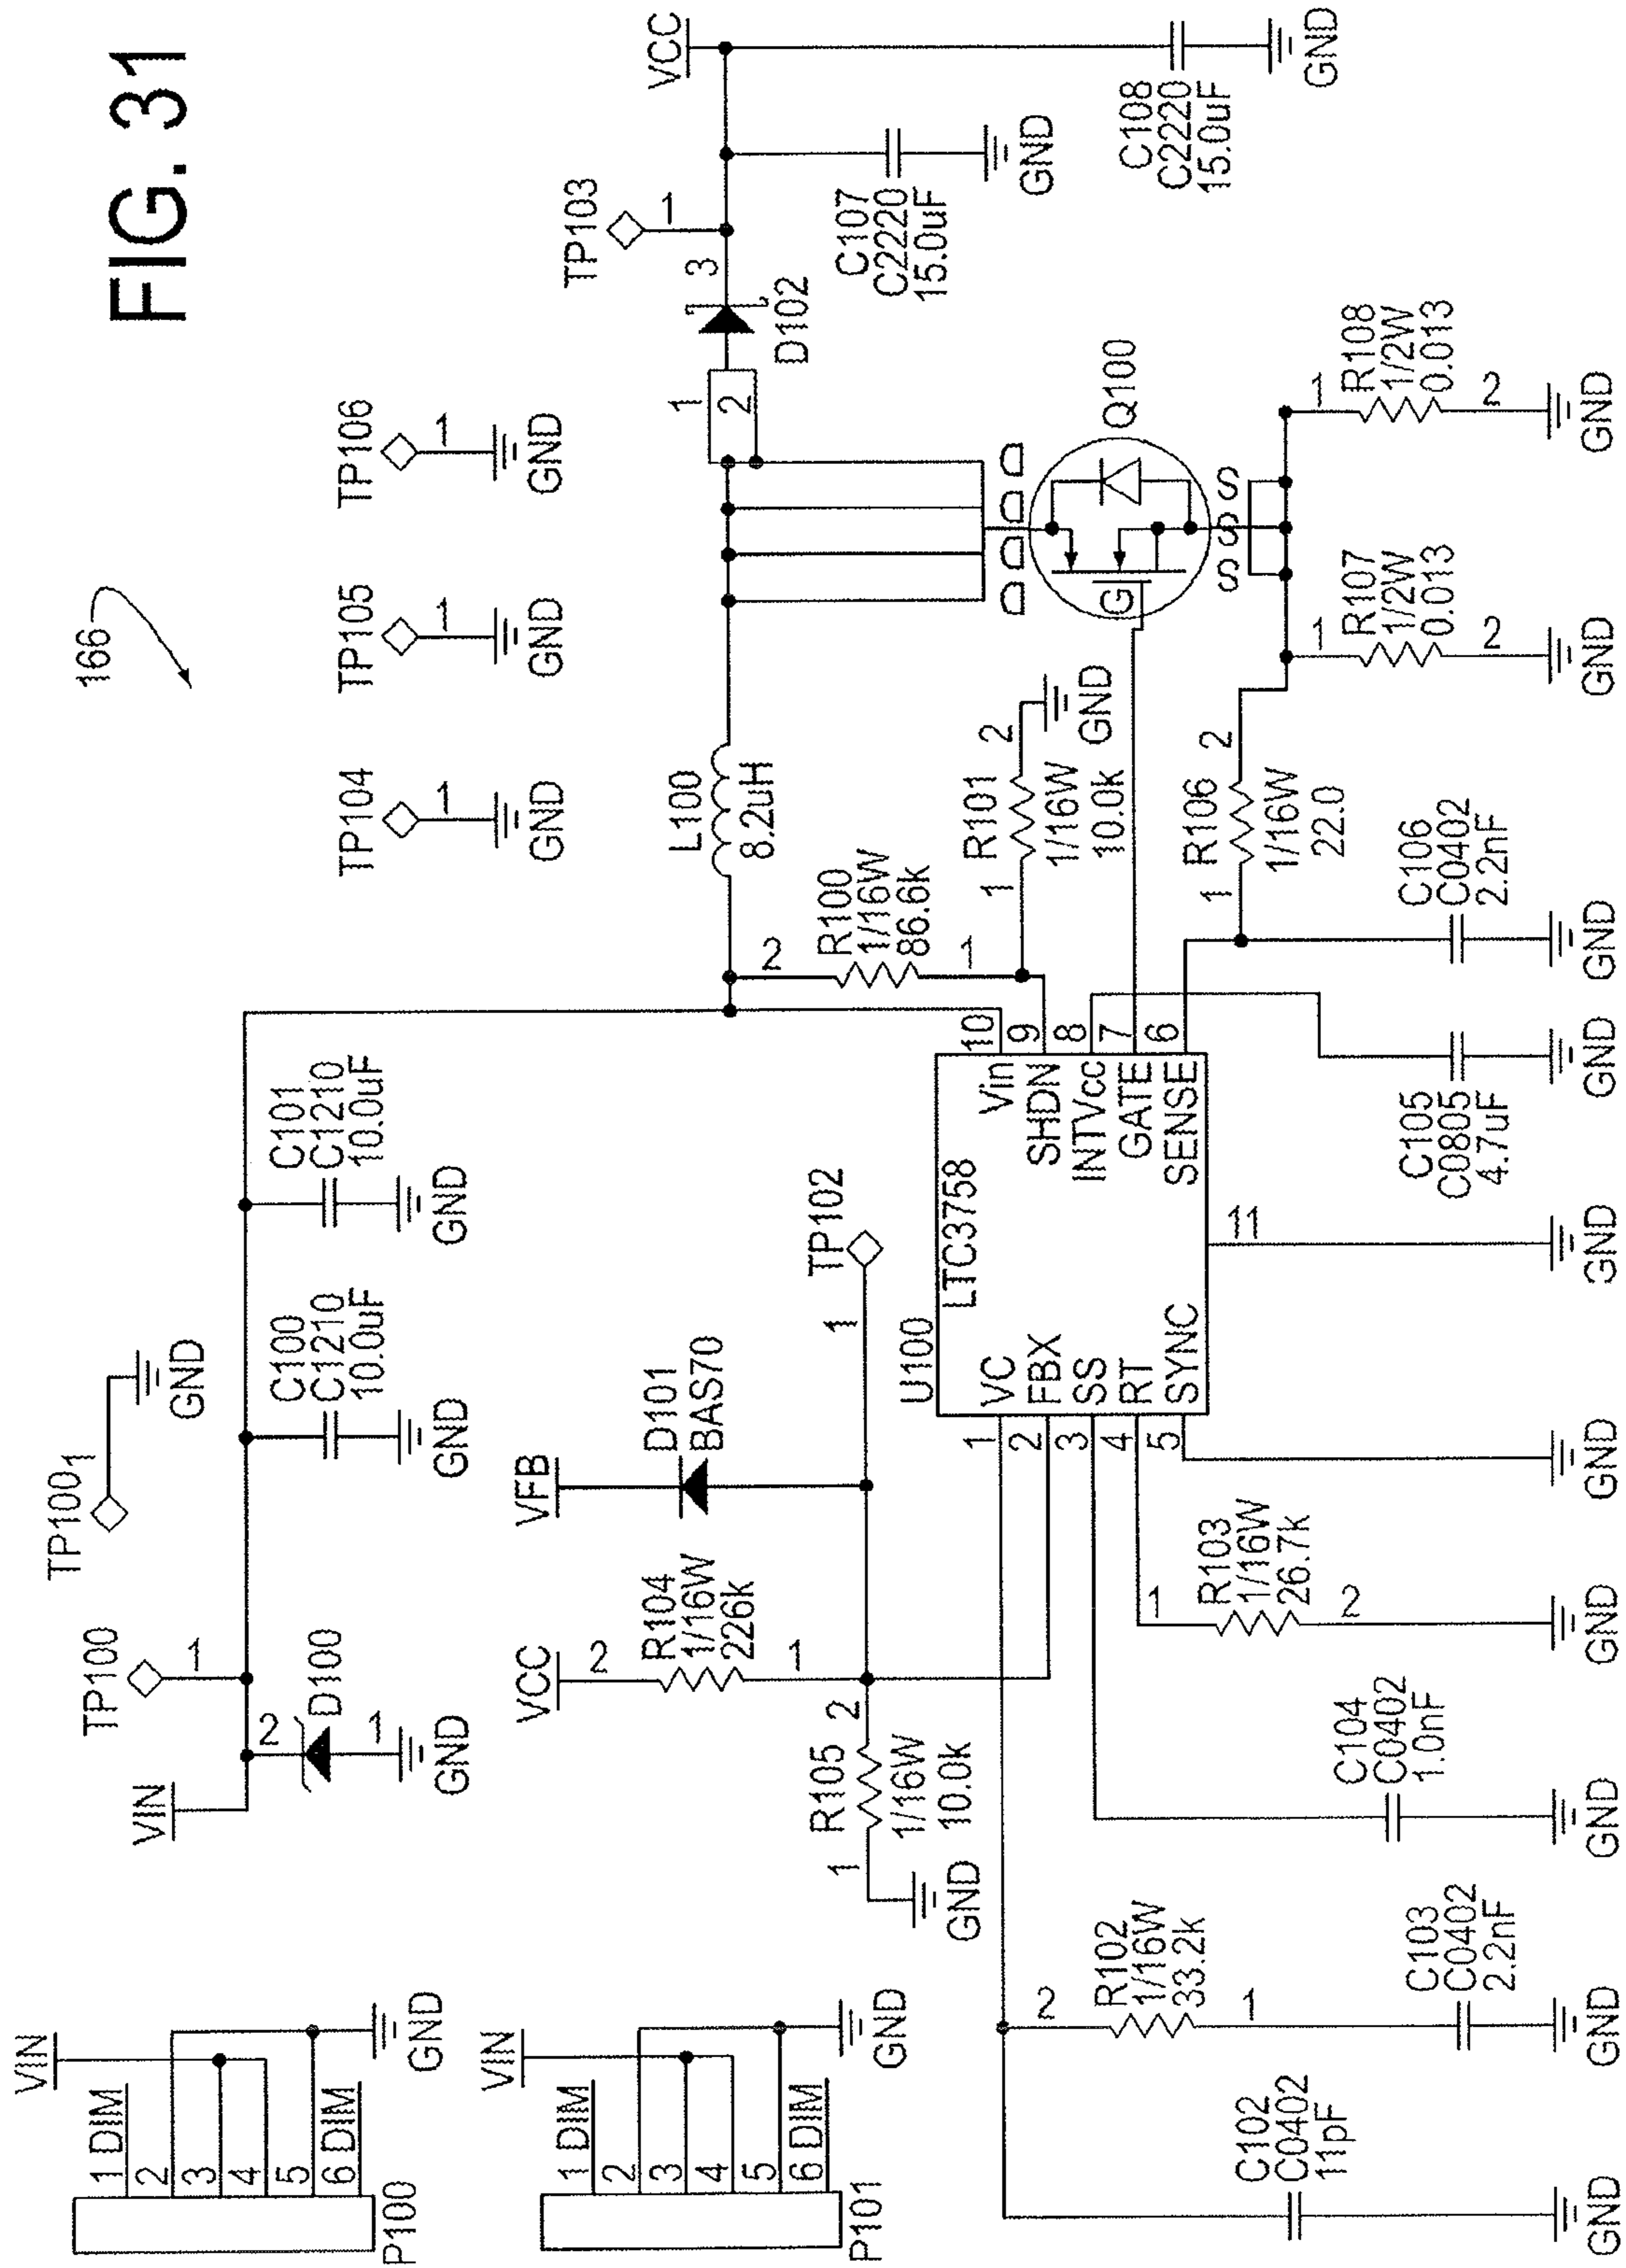 FIG. 31
166
VIN
1 DIM
2
3
4
5
6 DIM
P100
GND
VIN
1 DIM
2
3
4
5
6 DIM
P101
GND
VIN
TP100
1
2
D100
1
GND
TP100
1
GND
C100
C1210
10.0uF
GND
C101
C1210
10.0uF
GND
TP104
1
GND
TP105
1
GND
TP106
1
GND
VCC
2
R104
1/16W
226k
1
VFB
D101
BAS70
TP102
1
R105
2
1
1/16W
10.0k
GND
L100
8.2uH
2
R100
1/16W
86.6k
1
R101
1
2
1/16W
10.0k
GND
1
2
3
D102
TP103
1
VCC
C107
C2220
15.0uF
GND
C108
C2220
15.0uF
GND
D D D D
G
Q100
S S S
U100
LTC3758
VC
FBX
SS
RT
SYNC
1
2
3
4
5
Vin
SHDN
INTVcc
GATE
SENSE
10
9
8
7
6
11
GND
R106
1
2
1/16W
22.0
1
R107
1/2W
0.013
2
GND
1
R108
1/2W
0.013
2
GND
C102
C0402
11pF
GND
2
R102
1/16W
33.2k
1
C103
C0402
2.2nF
GND
C104
C0402
1.0nF
GND
1
R103
1/16W
26.7k
2
GND
GND
C105
C0805
4.7uF
GND
C106
C0402
2.2nF
GND